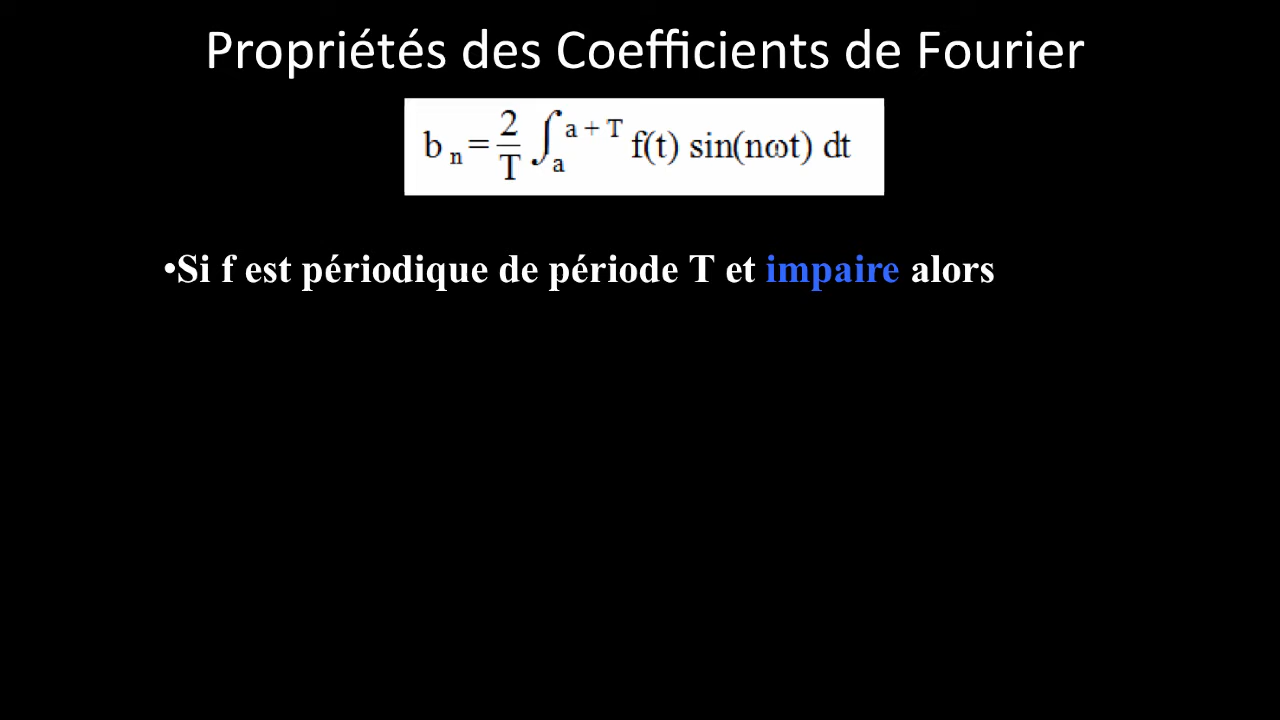 Propriétés des Coefficients de Fourier
b n = 2/T ∫ a a + T f(t) sin(nωt) dt
•Si f est périodique de période T et impaire alors